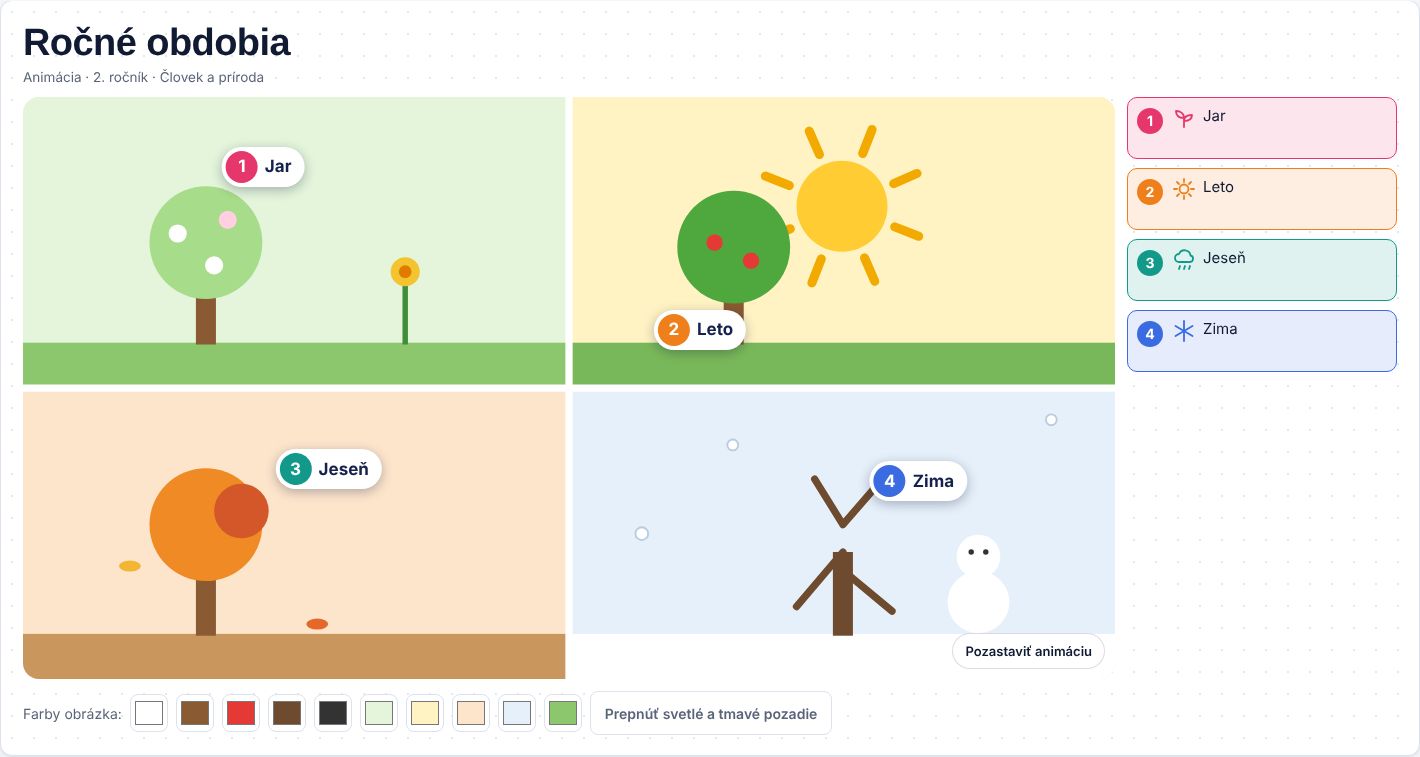 Ročné obdobia
Animácia · 2. ročník · Človek a príroda
1 Jar
2 Leto
3 Jeseň
4 Zima
Pozastaviť animáciu
1 Jar
2 Leto
3 Jeseň
4 Zima
Farby obrázka:
Prepnúť svetlé a tmavé pozadie